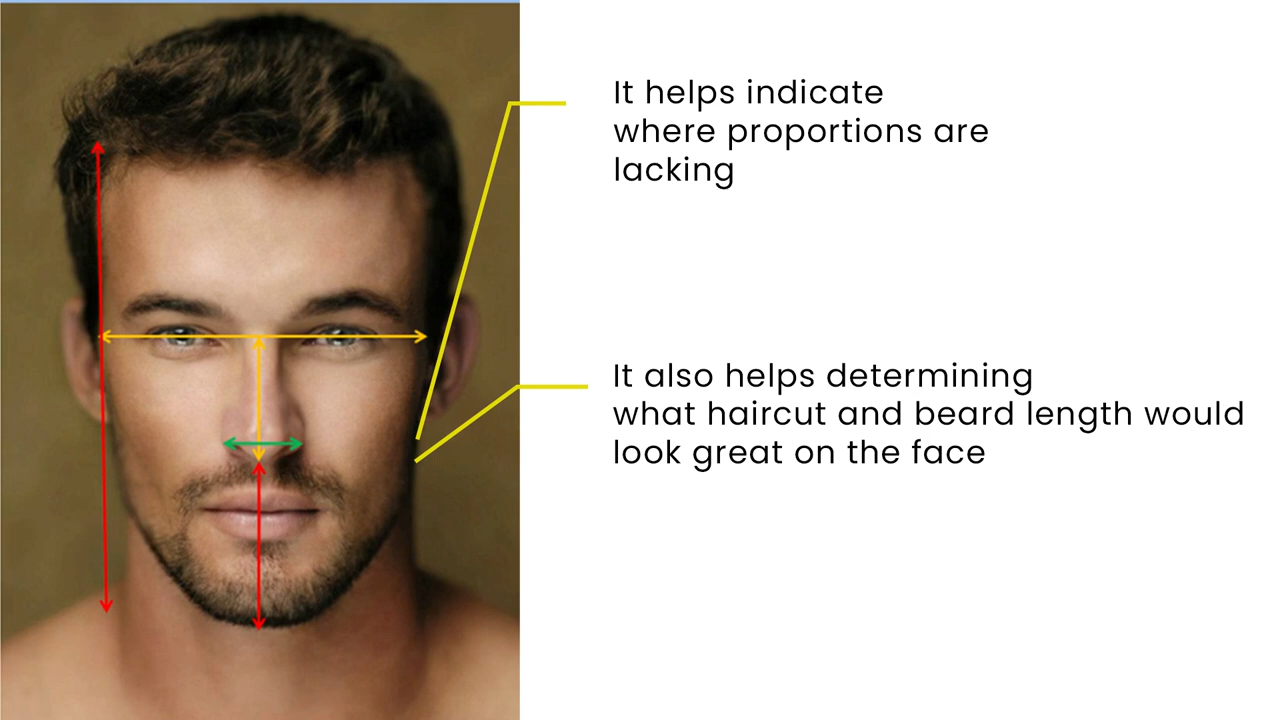 It helps indicate
where proportions are
lacking
It also helps determining
what haircut and beard length would
look great on the face